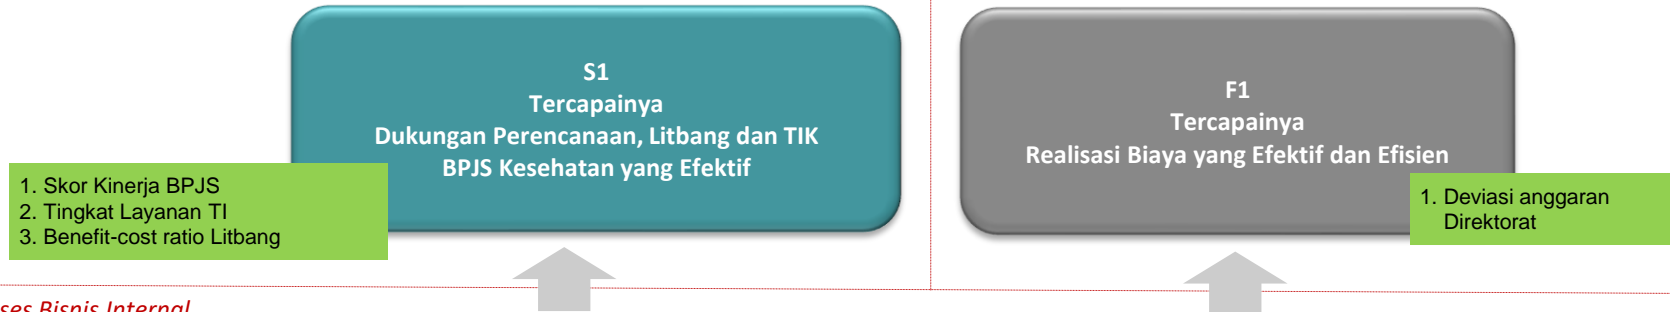 S1
Tercapainya
Dukungan Perencanaan, Litbang dan TIK
BPJS Kesehatan yang Efektif
1. Skor Kinerja BPJS
2. Tingkat Layanan TI
3. Benefit-cost ratio Litbang
F1
Tercapainya
Realisasi Biaya yang Efektif dan Efisien
1. Deviasi anggaran
Direktorat
Bisnis Internal